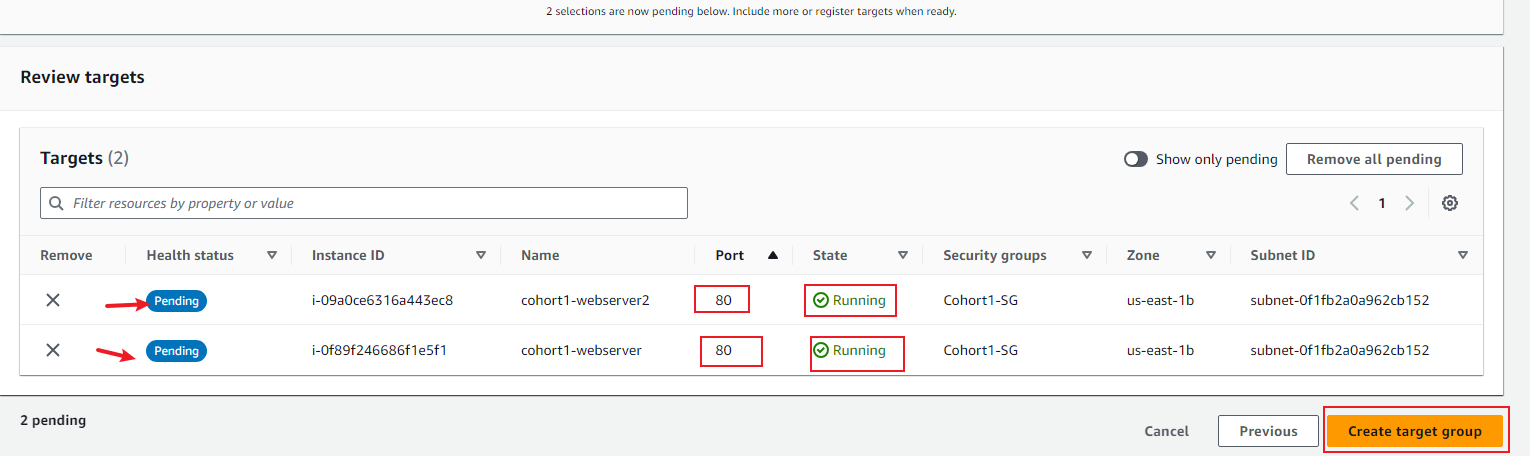 2 selections are now pending below. Include more or register targets when ready.
Review targets
Targets (2)
Show only pending
Remove all pending
Filter resources by property or value
1
Remove Health status Instance ID Name Port State Security groups Zone Subnet ID
Pending i-09a0ce6316a443ec8 cohort1-webserver2 80 Running Cohort1-SG us-east-1b subnet-0f1fb2a0a962cb152
Pending i-0f89f246686f1e5f1 cohort1-webserver 80 Running Cohort1-SG us-east-1b subnet-0f1fb2a0a962cb152
2 pending
Cancel Previous Create target group